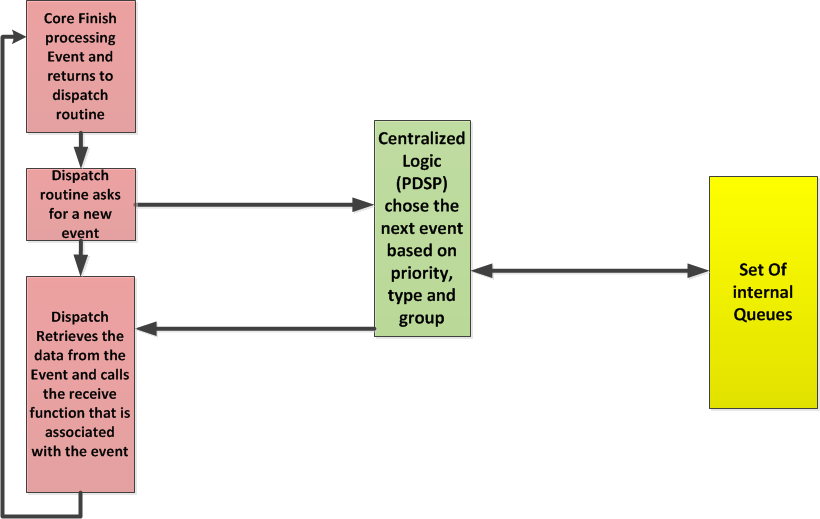 Core Finish
processing
Event and
returns to
dispatch
routine
Dispatch
routine asks
for a new
event
Dispatch
Retrieves the
data from the
Event and calls
the receive
function that is
associated
with the event
Centralized
Logic
(PDSP)
chose the
next event
based on
priority,
type and
group
Set Of
internal
Queues